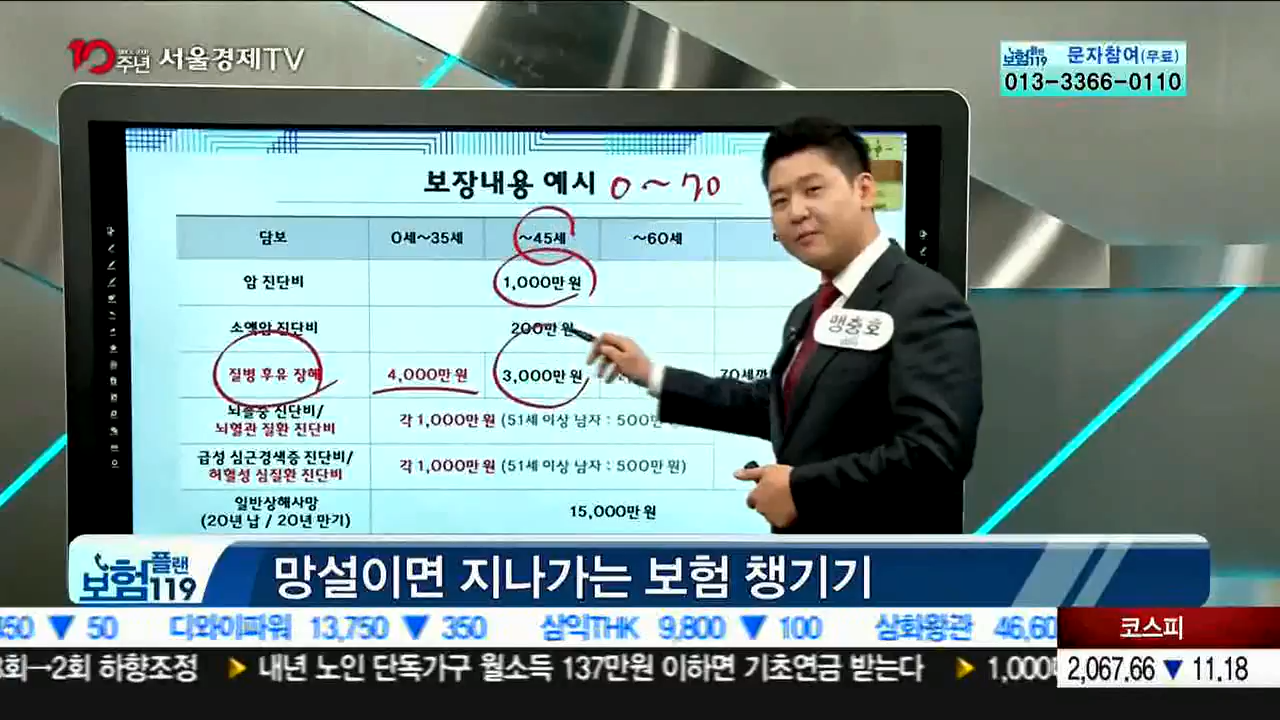 10주년 서울경제TV
보험플랜119 문자참여(무료)
013-3366-0110
보장내용 예시 0~70
담보 0세~35세 ~45세 ~60세
암 진단비 1,000만 원
소액암 진단비 200만 원
질병 후유 장해 4,000만 원 3,000만 원 70세
뇌졸중 진단비/
뇌혈관 질환 진단비
각 1,000만 원 (51세 이상 남자 : 500만
급성 심근경색증 진단비/
허혈성 심질환 진단비
각 1,000만 원 (51세 이상 남자 : 500만 원)
일반상해사망
(20년 납 / 20년 만기)
15,000만 원
맹충호
보험플랜119
망설이면 지나가는 보험 챙기기
450 ▼ 50 디와이파워 13,750 ▼ 350 삼익THK 9,800 ▼ 100 삼화왕관 46,60
코스피
3회→2회 하향조정 ▶ 내년 노인 단독가구 월소득 137만원 이하면 기초연금 받는다 ▶ 1,000
2,067.66 ▼ 11.18